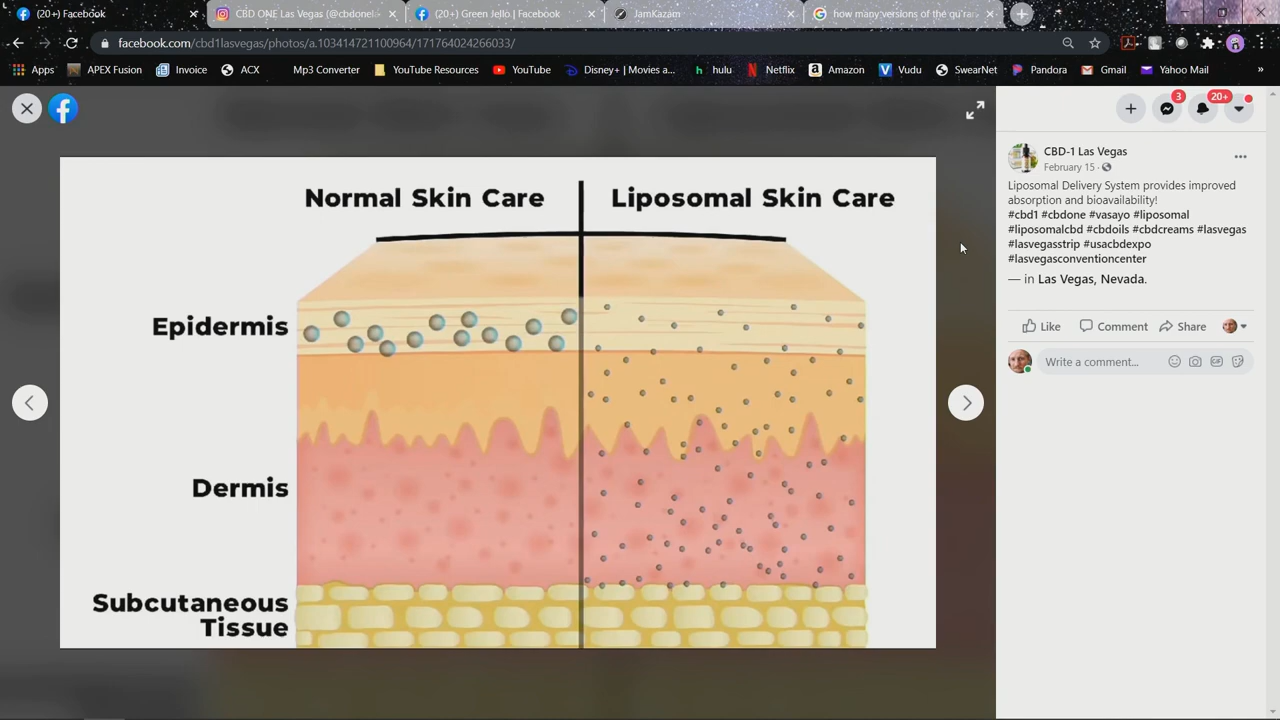 (20+) Facebook
CBD ONE Las Vegas (@cbdonel
(20+) Green Jello | Facebook
JamKazam
how many versions of the qu'ran
facebook.com/cbd1lasvegas/photos/a.103414721100964/171764024266033/
Apps
APEX Fusion
Invoice
ACX
Mp3 Converter
YouTube Resources
YouTube
Disney+ | Movies a...
hulu
Netflix
Amazon
Vudu
SwearNet
Pandora
Gmail
Yahoo Mail
»
3
20+
Normal Skin Care
Liposomal Skin Care
Epidermis
Dermis
Subcutaneous
Tissue
CBD-1 Las Vegas
February 15 ·
Liposomal Delivery System provides improved
absorption and bioavailability!
#cbd1 #cbdone #vasayo #liposomal
#liposomalcbd #cbdoils #cbdcreams #lasvegas
#lasvegasstrip #usacbdexpo
#lasvegasconventioncenter
— in Las Vegas, Nevada.
Like
Comment
Share
Write a comment...
GIF